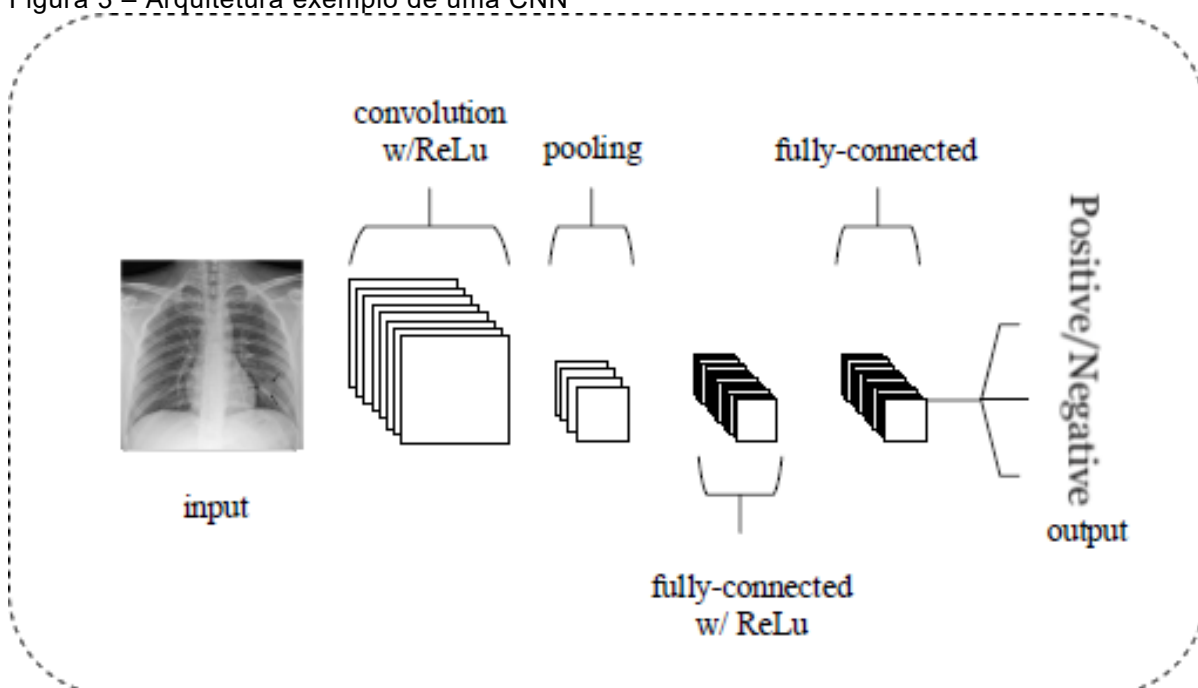 Figura 3 – Arquitetura exemplo de uma CNN
convolution
w/ReLu
pooling
fully-connected
Positive/Negative
input
output
fully-connected
w/ ReLu